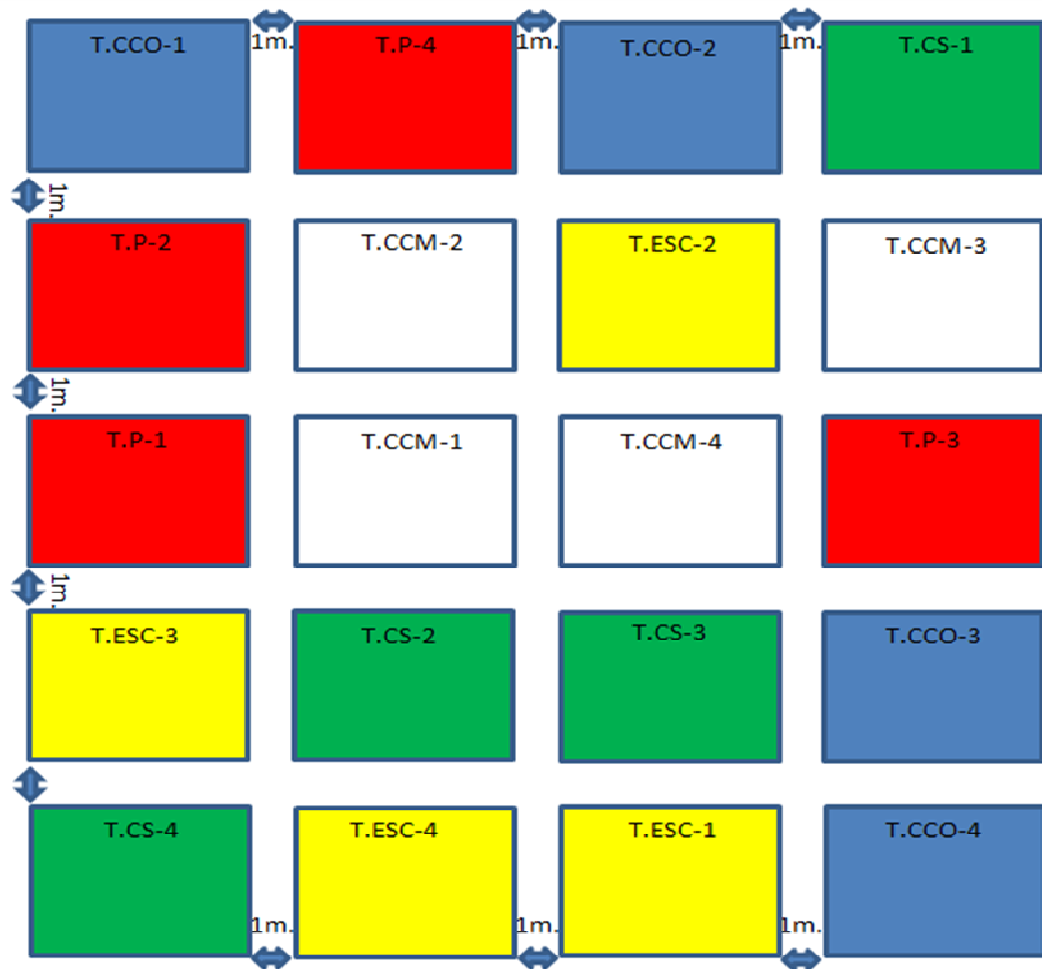 T.CCO-1
1m.
T.P-4
1m.
T.CCO-2
1m.
T.CS-1
1m.
T.P-2
T.CCM-2
T.ESC-2
T.CCM-3
1m.
T.P-1
T.CCM-1
T.CCM-4
T.P-3
1m.
T.ESC-3
T.CS-2
T.CS-3
T.CCO-3
T.CS-4
T.ESC-4
T.ESC-1
T.CCO-4
1m.
1m.
1m.